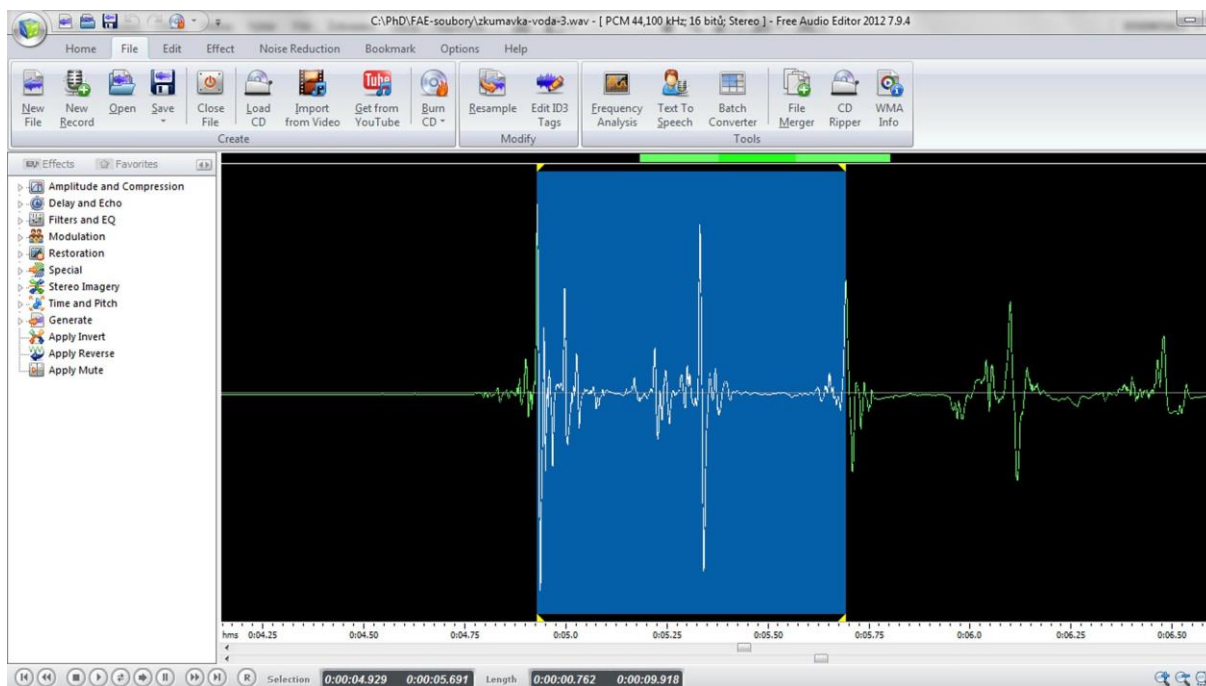 C:\PhD\FAE-soubory\zkumavka-voda-3.wav - [ PCM 44,100 kHz; 16 bitů; Stereo ] - Free Audio Editor 2012 7.9.4
Home File Edit Effect Noise Reduction Bookmark Options Help
New File New Record Open Save Close File Load CD Import from Video Get from YouTube Burn CD Resample Edit ID3 Tags Frequency Analysis Text To Speech Batch Converter File Merger CD Ripper WMA Info
Create Modify Tools
Effects Favorites
Amplitude and Compression
Delay and Echo
Filters and EQ
Modulation
Restoration
Special
Stereo Imagery
Time and Pitch
Generate
Apply Invert
Apply Reverse
Apply Mute
hms 0:04.25 0:04.50 0:04.75 0:05.0 0:05.25 0:05.50 0:05.75 0:06.0 0:06.25 0:06.50
R Selection 0:00:04.929 0:00:05.691 Length 0:00:00.762 0:00:09.918